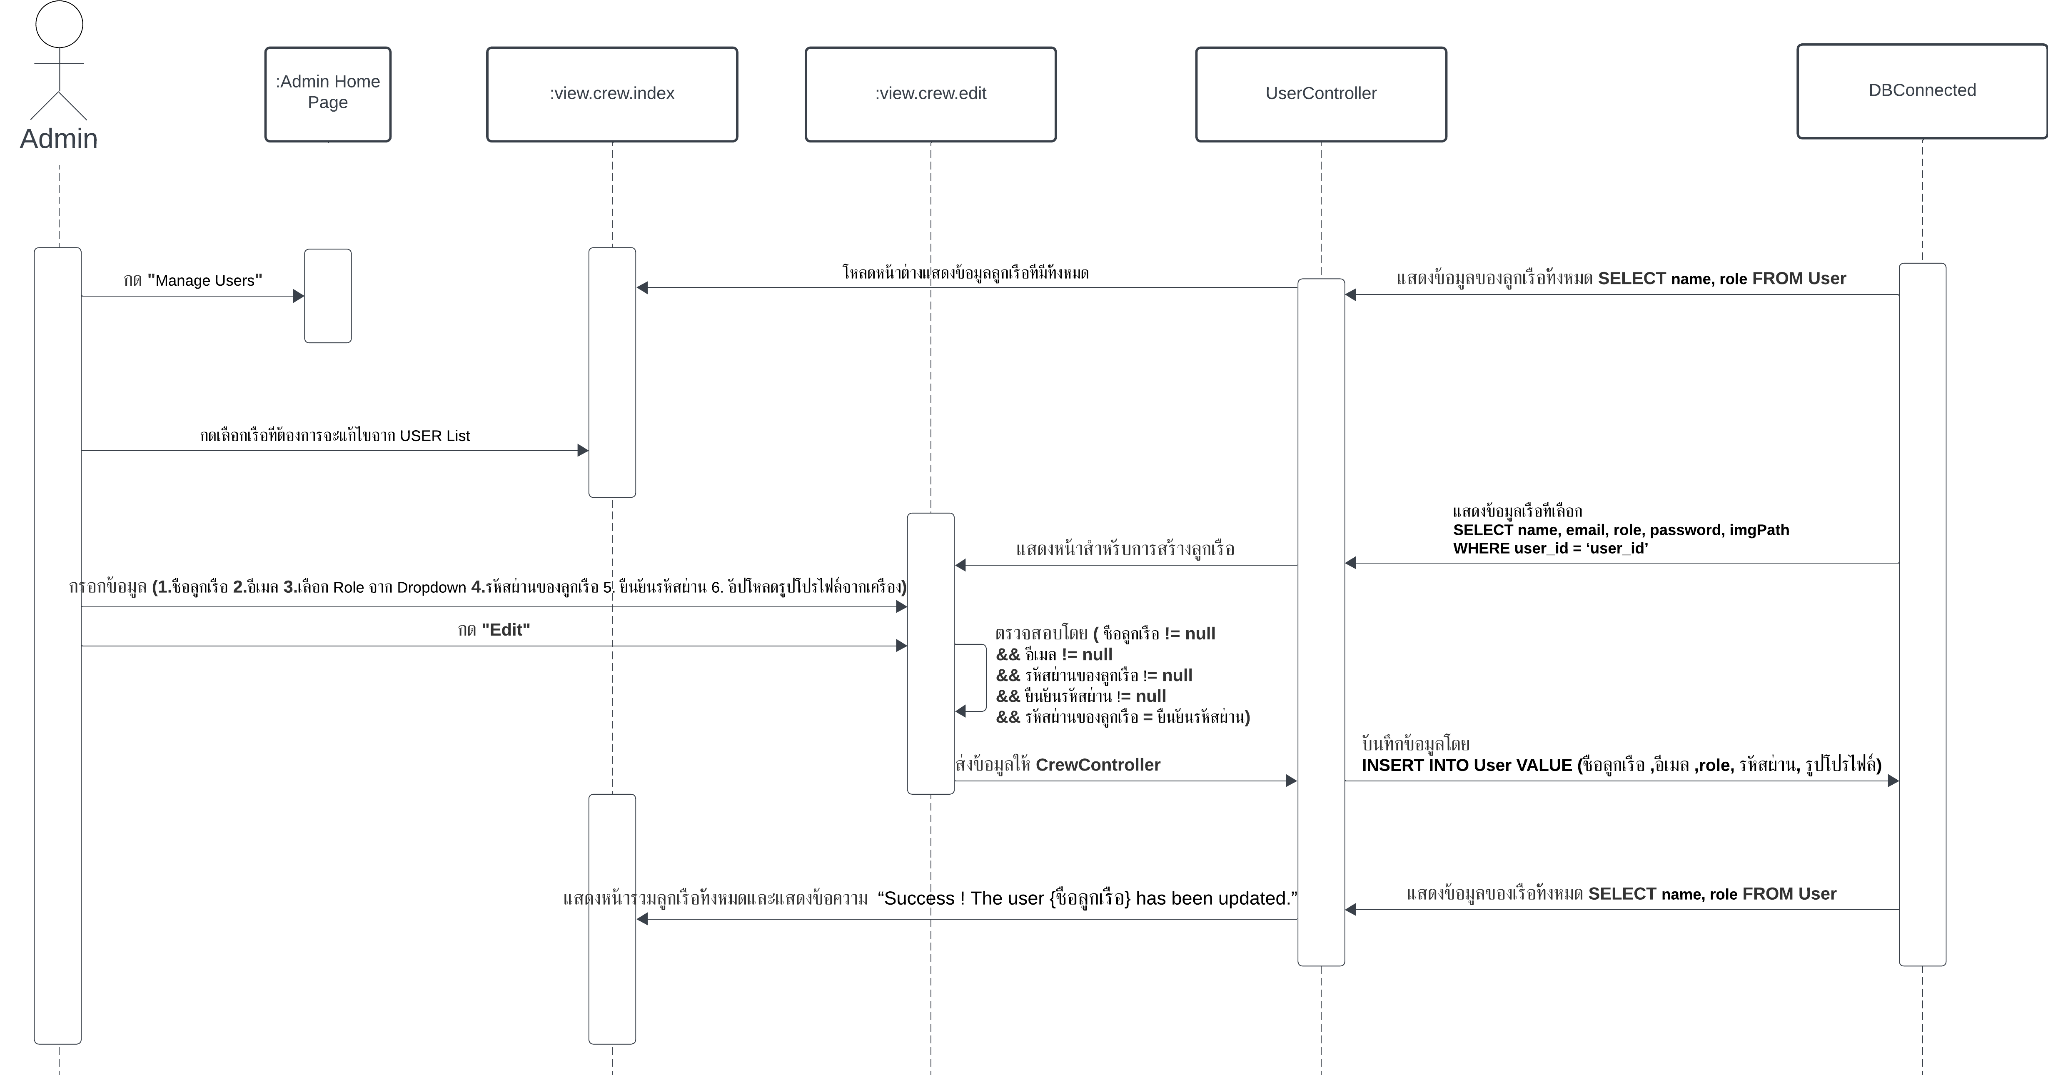 Admin
:Admin Home
Page
:view.crew.index
:view.crew.edit
UserController
DBConnected
กด "Manage Users"
โหลดหน้าต่างแสดงข้อมูลลูกเรือที่มีทั้งหมด
แสดงข้อมูลของลูกเรือทั้งหมด SELECT name, role FROM User
กดเลือกเรือที่ต้องการจะแก้ไขจาก USER List
แสดงข้อมูลเรือที่เลือก
SELECT name, email, role, password, imgPath
WHERE user_id = ‘user_id’
แสดงหน้าสำหรับการสร้างลูกเรือ
กรอกข้อมูล (1.ชื่อลูกเรือ 2.อีเมล 3.เลือก Role จาก Dropdown 4.รหัสผ่านของลูกเรือ 5. ยืนยันรหัสผ่าน 6. อัปโหลดรูปโปรไฟล์จากเครื่อง)
กด "Edit"
ตรวจสอบโดย ( ชื่อลูกเรือ != null
&& อีเมล != null
&& รหัสผ่านของลูกเรือ != null
&& ยืนยันรหัสผ่าน != null
&& รหัสผ่านของลูกเรือ = ยืนยันรหัสผ่าน)
ส่งข้อมูลให้ CrewController
บันทึกข้อมูลโดย
INSERT INTO User VALUE (ชื่อลูกเรือ ,อีเมล ,role, รหัสผ่าน, รูปโปรไฟล์)
แสดงหน้ารวมลูกเรือทั้งหมดและแสดงข้อความ “Success ! The user {ชื่อลูกเรือ} has been updated.”
แสดงข้อมูลของเรือทั้งหมด SELECT name, role FROM User